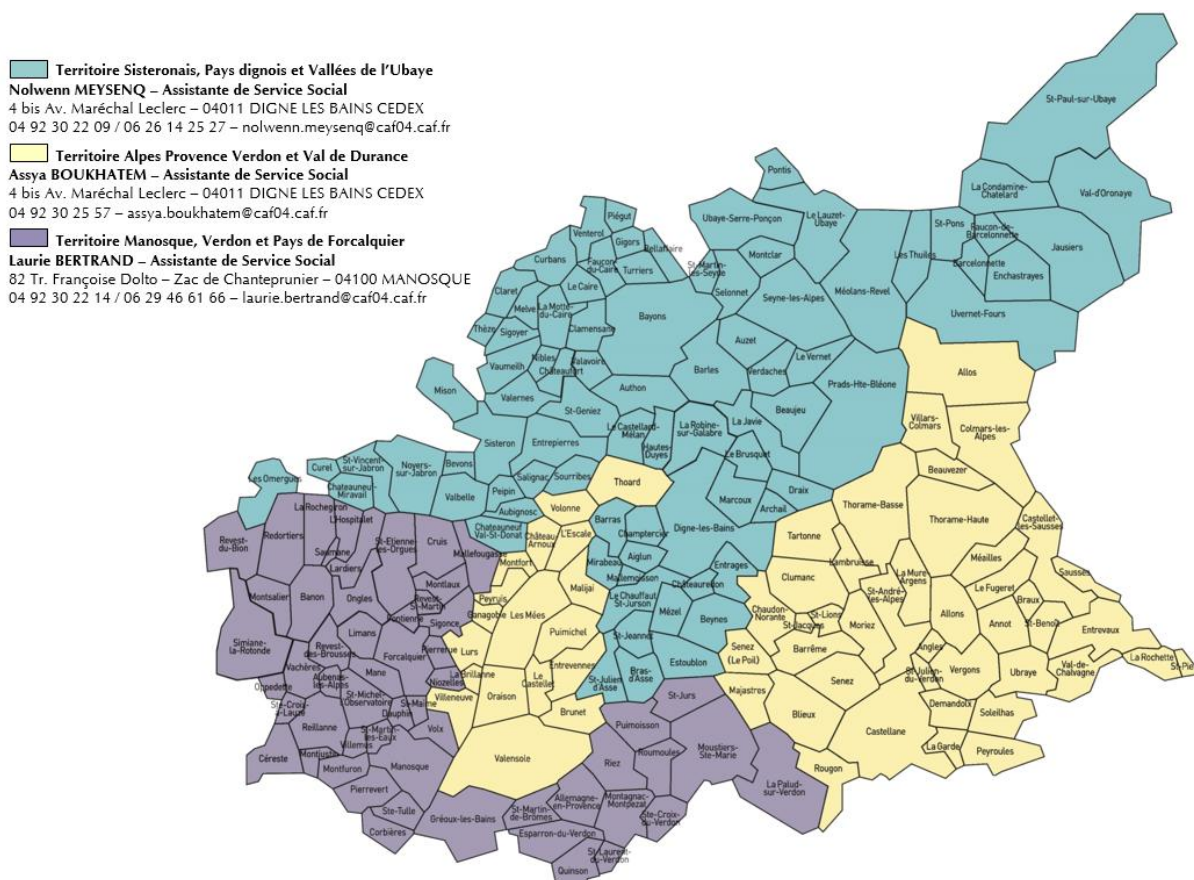 Territoire Sisteronais, Pays dignois et Vallées de l'Ubaye
Nolwenn MEYSENQ – Assistante de Service Social
4 bis Av. Maréchal Leclerc – 04011 DIGNE LES BAINS CEDEX
04 92 30 22 09 / 06 26 14 25 27 – nolwenn.meysenq@caf04.caf.fr
Territoire Alpes Provence Verdon et Val de Durance
Assya BOUKHATEM – Assistante de Service Social
4 bis Av. Maréchal Leclerc – 04011 DIGNE LES BAINS CEDEX
04 92 30 25 57 – assya.boukhatem@caf04.caf.fr
Territoire Manosque, Verdon et Pays de Forcalquier
Laurie BERTRAND – Assistante de Service Social
82 Tr. Françoise Dolto – Zac de Chanteprunier – 04100 MANOSQUE
04 92 30 22 14 / 06 29 46 61 66 – laurie.bertrand@caf04.caf.fr
St-Paul-sur-Ubaye
Pontis
La Condamine-
Chatelard
Val-d'Oronaye
Ubaye-Serre-Ponçon
Le Lauzet-
Ubaye
St-Pons
Faucon-de-
Barcelonnette
Jausiers
Barcelonnette
Enchastrayes
Les Thuiles
Méolans-Revel
Uvernet-Fours
Piégut
Venterol
Gigors
Bellaffaire
Curbans
Faucon-
du-Caire
Turriers
St-Martin-
les-Seyne
Montclar
Selonnet
Seyne-les-Alpes
Claret
Le Caire
Melve
La Motte-
du-Caire
Bayons
Thèze
Sigoyer
Clamensane
Auzet
Le Vernet
Verdaches
Barles
Vaumeilh
Nibles
Châteaufort
Valavoire
Authon
Prads-Hte-Bléone
Mison
Valernes
St-Geniez
Beaujeu
La Javie
Le Castellard-
Mélan
La Robine-
sur-Galabre
Hautes-
Duyes
Le Brusquet
Sisteron
Entrepierres
Allos
Villars-
Colmars
Colmars-les-
Alpes
Beauvezer
Les Omergues
Curel
St-Vincent-
sur-Jabron
Noyers-
sur-Jabron
Bevons
Valbelle
Chateauneu-
Miravail
Peipin
Salignac
Sourribes
Aubignosc
Thoard
Volonne
Marcoux
Draix
Archail
Digne-les-Bains
Thorame-Basse
Thorame-Haute
Castellet-
les-Sausses
Chateauneuf
Val-St-Donat
Château-
Arnoux
L'Escale
Barras
Champtercier
Aiglun
Mirabeau
Mallemoisson
Entrages
Châteauredon
Tartonne
Lambruisse
Clumanc
La Mure-
Argens
Méailles
Sausses
Revest-
du-Bion
Redortiers
La Rochegiron
L'Hospitalet
Saumane
Lardiers
St-Etienne-
les-Orgues
Cruis
Mallefougasse
Montfort
Malijai
Peyruis
Ganagobie
Les Mées
Montlaux
Revest-
St-Martin
Montsalier
Banon
Ongles
Fontienne
Sigonce
Le Chauffaut
St-Jurson
Mézel
Beynes
Chaudon-
Norante
St-Lions
St-Jacques
St-André
les-Alpes
Moriez
Allons
Le Fugeret
Braux
Annot
St-Benoit
Entrevaux
Puimichel
Simiane-
la-Rotonde
Limans
Revest-
des-Brousses
Forcalquier
Pierrerue
Lurs
Vachères
Mane
La Brillanne
Niozelles
Entrevennes
St-Jeannet
Estoublon
Senez
(Le Poil)
Barrême
Senez
Angles
St-Julien-
du-Verdon
Vergons
Ubraye
Val-de-
Chalvagne
La Rochette
Oppedette
Aubenas-
les-Alpes
St-Michel-
l'Observatoire
Dauphin
St-Maime
Villeneuve
Oraison
Le
Castellet
St-Julien
d'Asse
Bras-
d'Asse
Majastres
Blieux
Demandolx
Soleilhas
Ste-Croix-
à-Lauze
Reillanne
St-Martin-
les-Eaux
Volx
Brunet
St-Jurs
Puimoisson
Castellane
La Garde
Peyroules
Céreste
Montjustin
Villemus
Montfuron
Manosque
Valensole
Riez
Roumoules
Moustiers-
Ste-Marie
Rougon
La Palud-
sur-Verdon
Pierrevert
Ste-Tulle
Corbières
Gréoux-les-Bains
St-Martin-
de-Brômes
Allemagne-
en-Provence
Montagnac-
Montpezat
Ste-Croix-
du-Verdon
Esparron-du-Verdon
St-Laurent-
du-Verdon
Quinson